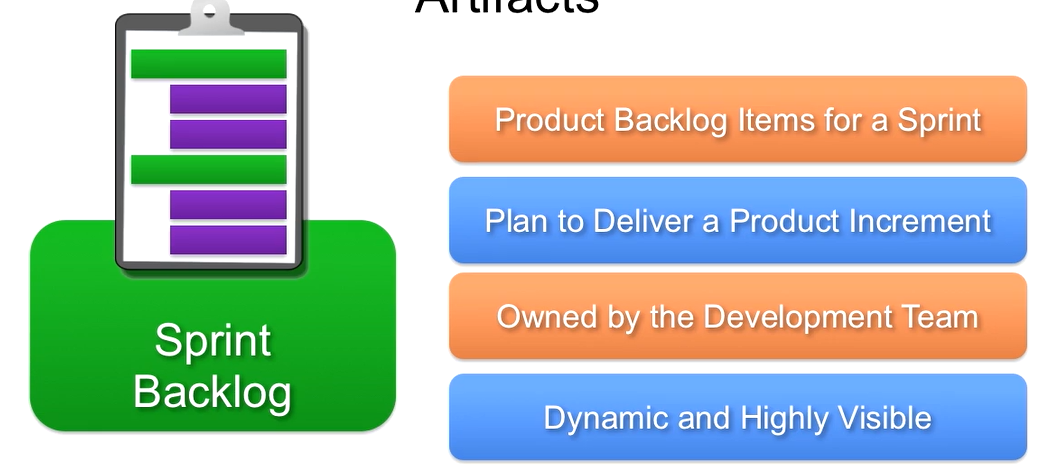 Artifacts
Product Backlog Items for a Sprint
Plan to Deliver a Product Increment
Owned by the Development Team
Dynamic and Highly Visible
Sprint
Backlog